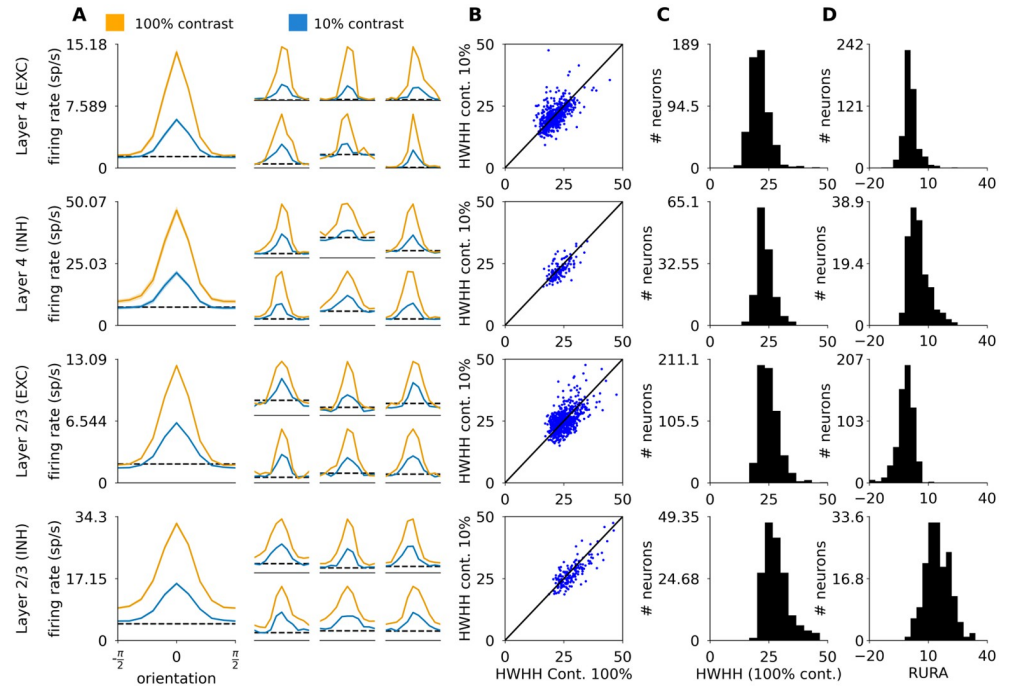 A B C D
100% contrast 10% contrast
Layer 4 (EXC)
firing rate (sp/s)
15.18
7.589
0
HWHH cont. 10%
50
25
0
0 25 50
# neurons
189
94.5
0
0 25 50
# neurons
242
121
0
−20 10 40
Layer 4 (INH)
firing rate (sp/s)
50.07
25.03
0
HWHH cont. 10%
50
25
0
0 25 50
# neurons
65.1
32.55
0
0 25 50
# neurons
38.9
19.4
0
−20 10 40
Layer 2/3 (EXC)
firing rate (sp/s)
13.09
6.544
0
HWHH cont. 10%
50
25
0
0 25 50
# neurons
211.1
105.5
0
0 25 50
# neurons
207
103
0
−20 10 40
Layer 2/3 (INH)
firing rate (sp/s)
34.3
17.15
0
-π/2 0 π/2
orientation
HWHH cont. 10%
50
25
0
0 25 50
HWHH Cont. 100%
# neurons
49.35
24.68
0
0 25 50
HWHH (100% cont.)
# neurons
33.6
16.8
0
−20 10 40
RURA